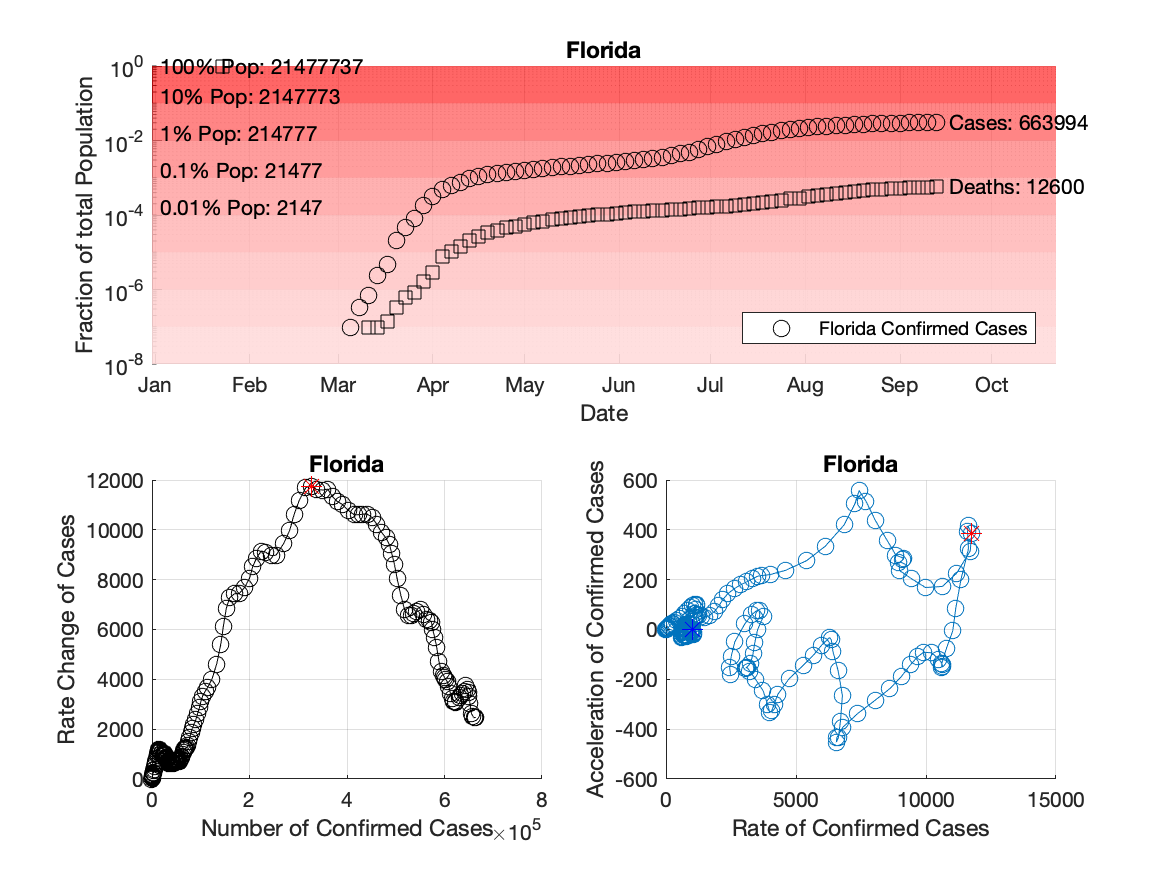 Florida
100% Pop: 21477737
10% Pop: 2147773
1% Pop: 214777
0.1% Pop: 21477
0.01% Pop: 2147
Cases: 663994
Deaths: 12600
Florida Confirmed Cases
Fraction of total Population
10^0
10^-2
10^-4
10^-6
10^-8
Jan Feb Mar Apr May Jun Jul Aug Sep Oct
Date
Florida
Rate Change of Cases
12000
10000
8000
6000
4000
2000
0
0 2 4 6 8
Number of Confirmed Cases ×10^5
Florida
Acceleration of Confirmed Cases
600
400
200
0
-200
-400
-600
0 5000 10000 15000
Rate of Confirmed Cases